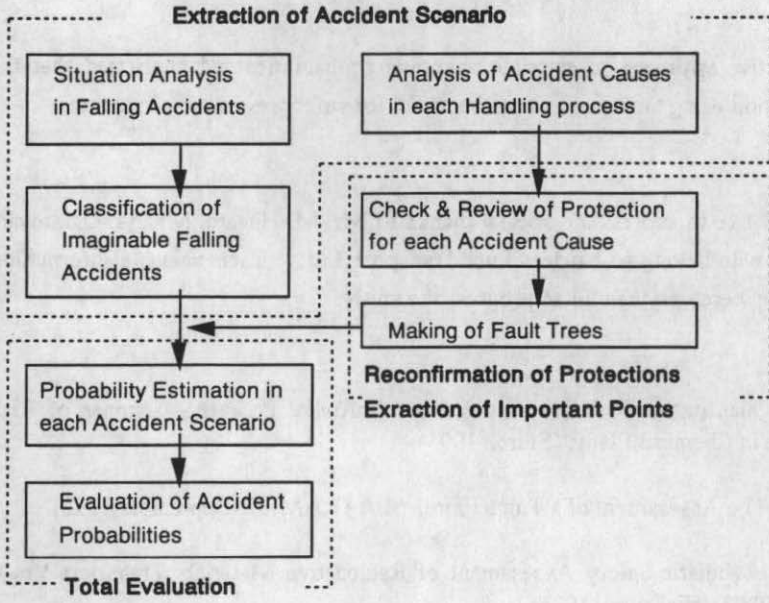 Extraction of Accident Scenario
Situation Analysis
in Falling Accidents
Analysis of Accident Causes
in each Handling process
Classification of
Imaginable Falling
Accidents
Check & Review of Protection
for each Accident Cause
Making of Fault Trees
Reconfirmation of Protections
Exraction of Important Points
Probability Estimation in
each Accident Scenario
Evaluation of Accident
Probabilities
Total Evaluation